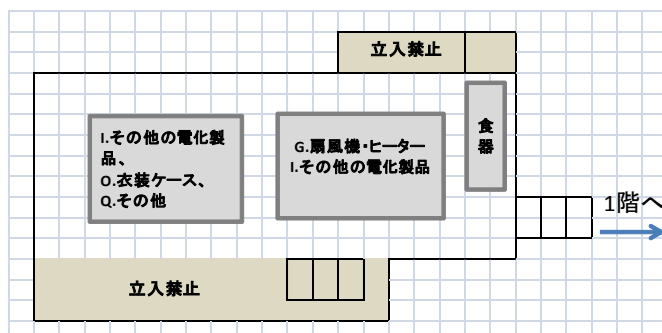 立入禁止
I.その他の電化製
品、
O.衣装ケース、
Q.その他
G.扇風機・ヒーター
I.その他の電化製品
食
器
1階へ
立入禁止